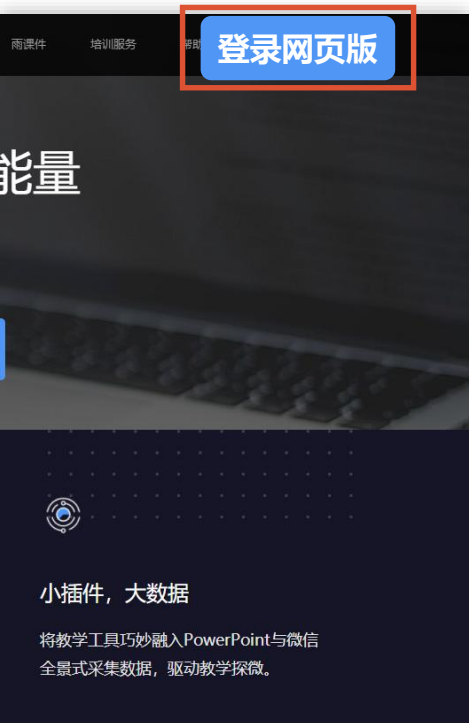 雨课件 培训服务 帮助
登录网页版
能量
小插件，大数据
将教学工具巧妙融入PowerPoint与微信
全景式采集数据，驱动教学探微。